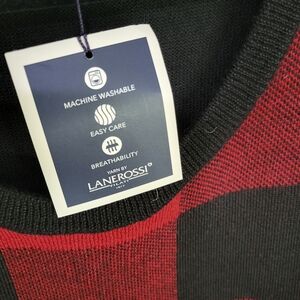 MACHINE WASHABLE
EASY CARE
BREATHABILITY
YARN BY
LANEROSSI®